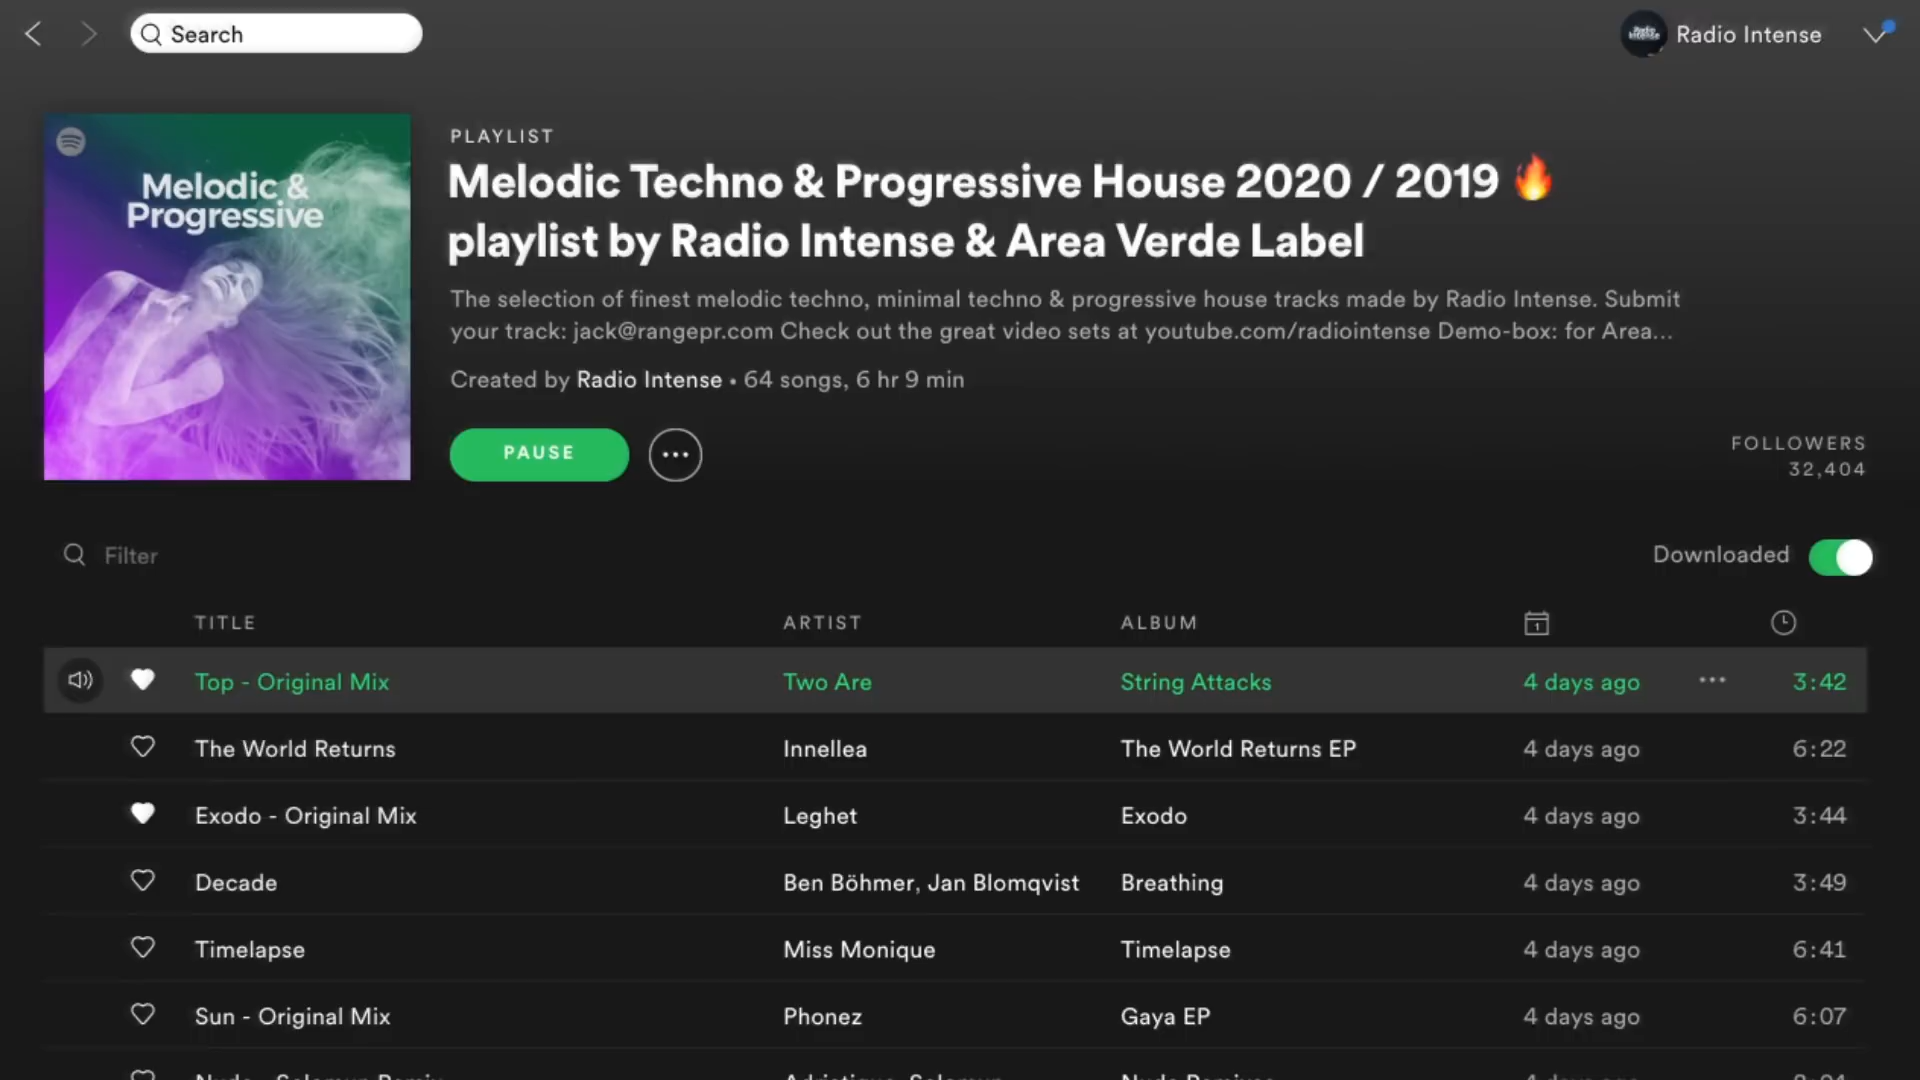 Search
Radio Intense
Melodic &
Progressive
PLAYLIST
Melodic Techno & Progressive House 2020 / 2019 🔥
playlist by Radio Intense & Area Verde Label
The selection of finest melodic techno, minimal techno & progressive house tracks made by Radio Intense. Submit
your track: jack@rangepr.com Check out the great video sets at youtube.com/radiointense Demo-box: for Area...
Created by Radio Intense • 64 songs, 6 hr 9 min
PAUSE
FOLLOWERS
32,404
Filter
Downloaded
TITLE ARTIST ALBUM
Top - Original Mix Two Are String Attacks 4 days ago 3:42
The World Returns Innellea The World Returns EP 4 days ago 6:22
Exodo - Original Mix Leghet Exodo 4 days ago 3:44
Decade Ben Böhmer, Jan Blomqvist Breathing 4 days ago 3:49
Timelapse Miss Monique Timelapse 4 days ago 6:41
Sun - Original Mix Phonez Gaya EP 4 days ago 6:07